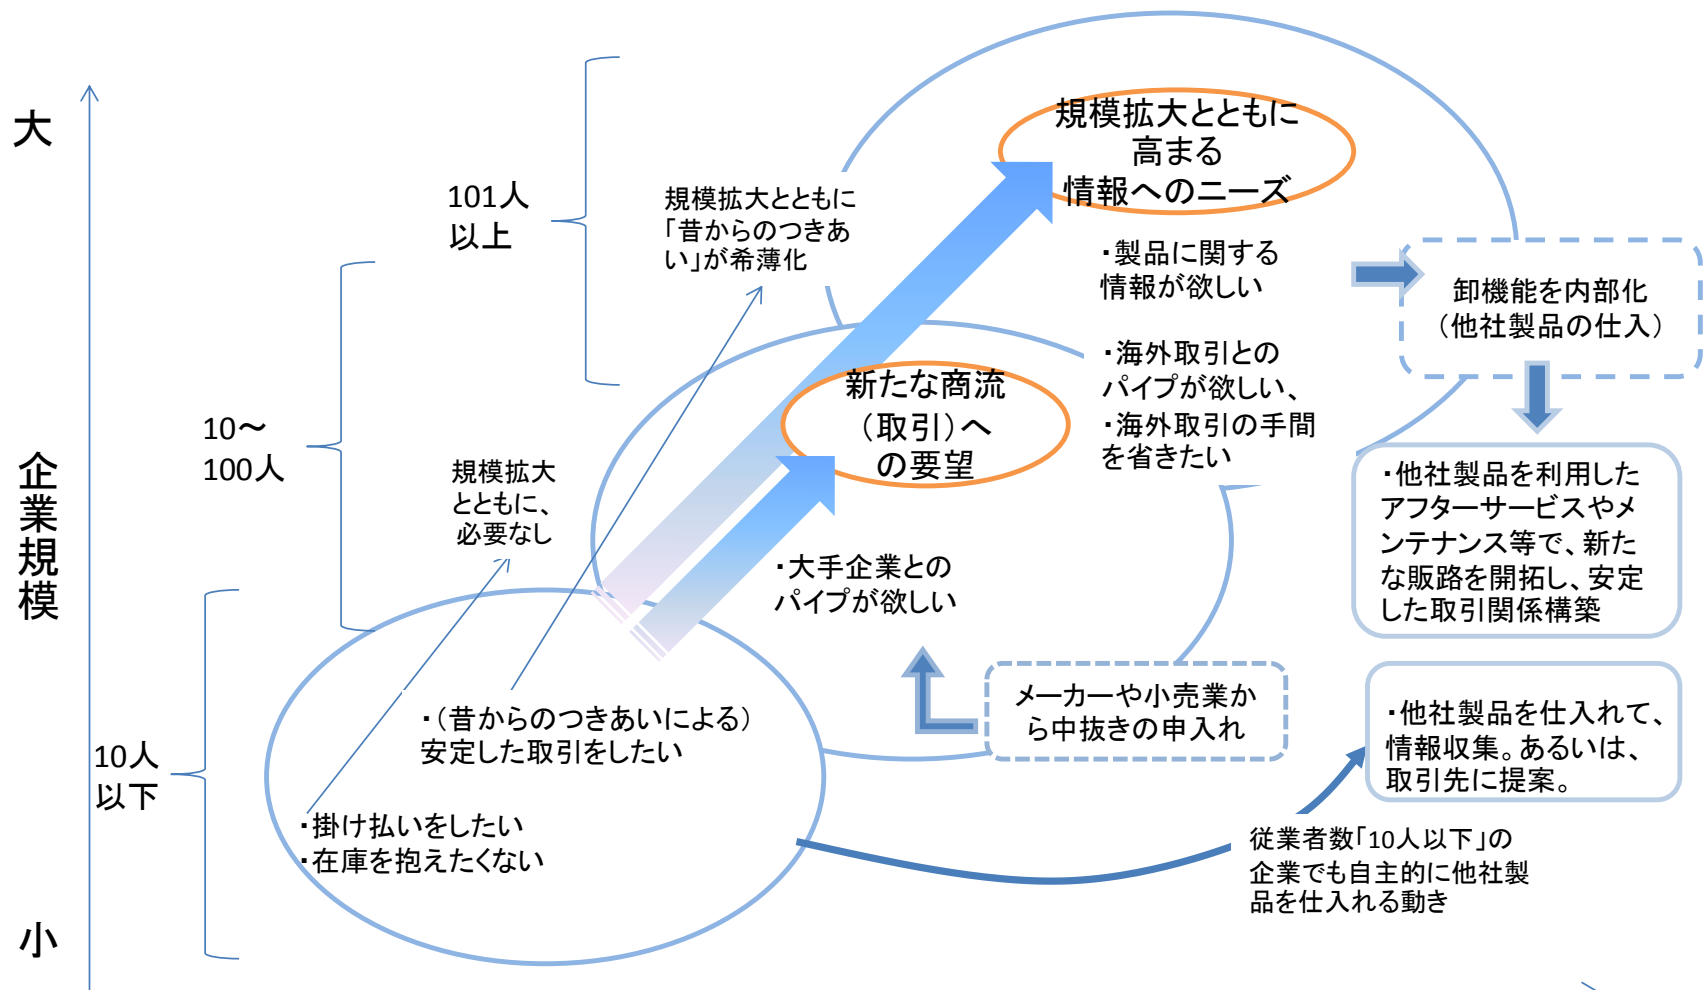 大
企業規模
小
101人
以上
10～
100人
10人
以下
規模拡大とともに
「昔からのつきあ
い」が希薄化
規模拡大
とともに、
必要なし
規模拡大とともに
高まる
情報へのニーズ
・製品に関する
情報が欲しい
・海外取引との
パイプが欲しい、
・海外取引の手間
を省きたい
新たな商流
（取引）へ
の要望
・大手企業との
パイプが欲しい
・（昔からのつきあいによる）
安定した取引をしたい
・掛け払いをしたい
・在庫を抱えたくない
卸機能を内部化
（他社製品の仕入）
・他社製品を利用した
アフターサービスやメ
ンテナンス等で、新た
な販路を開拓し、安定
した取引関係構築
メーカーや小売業か
ら中抜きの申入れ
・他社製品を仕入れて、
情報収集。あるいは、
取引先に提案。
従業者数「10人以下」の
企業でも自主的に他社製
品を仕入れる動き